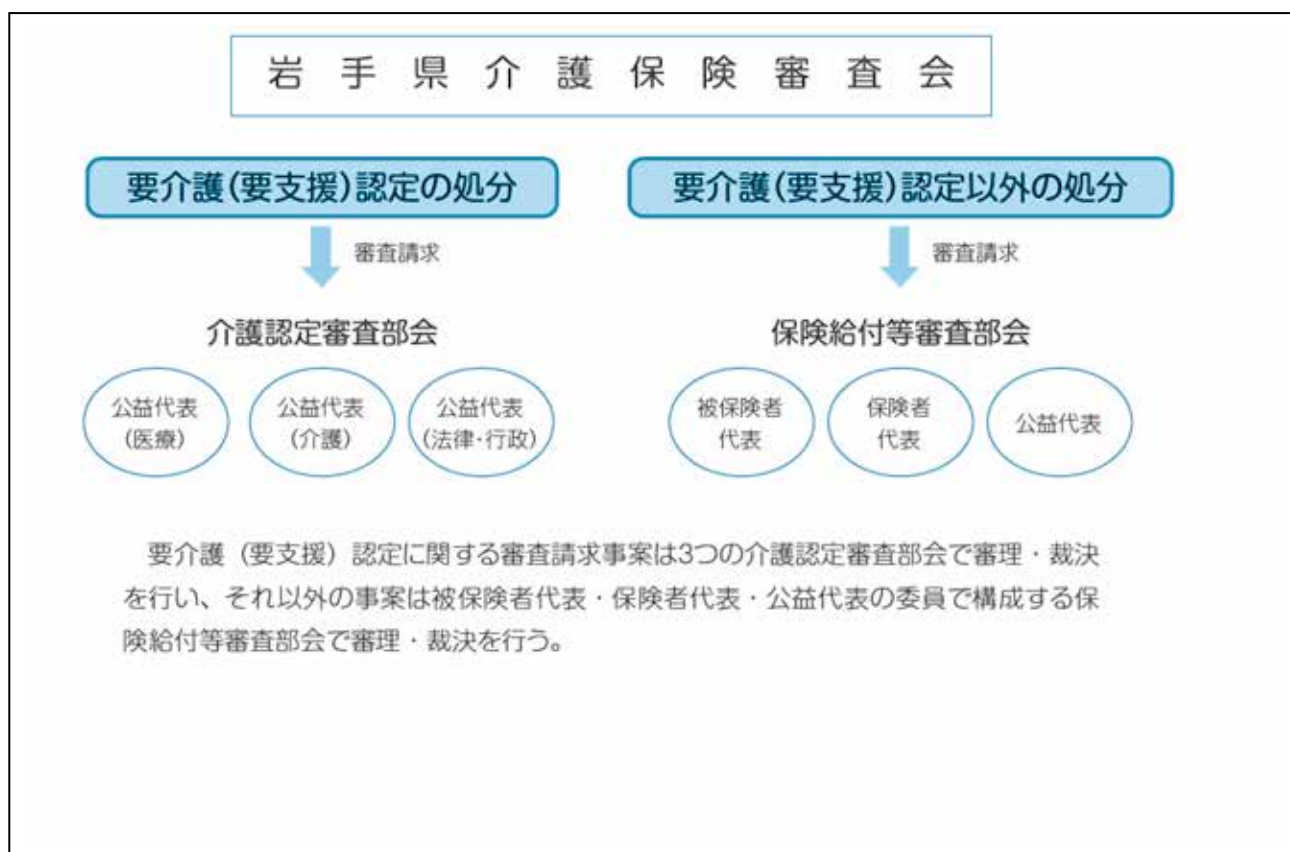 岩手県介護保険審査会
要介護(要支援)認定の処分
審査請求
介護認定審査部会
公益代表
(医療)
公益代表
(介護)
公益代表
(法律・行政)
要介護(要支援)認定以外の処分
審査請求
保険給付等審査部会
被保険者
代表
保険者
代表
公益代表
要介護（要支援）認定に関する審査請求事案は3つの介護認定審査部会で審理・裁決
を行い、それ以外の事案は被保険者代表・保険者代表・公益代表の委員で構成する保
険給付等審査部会で審理・裁決を行う。